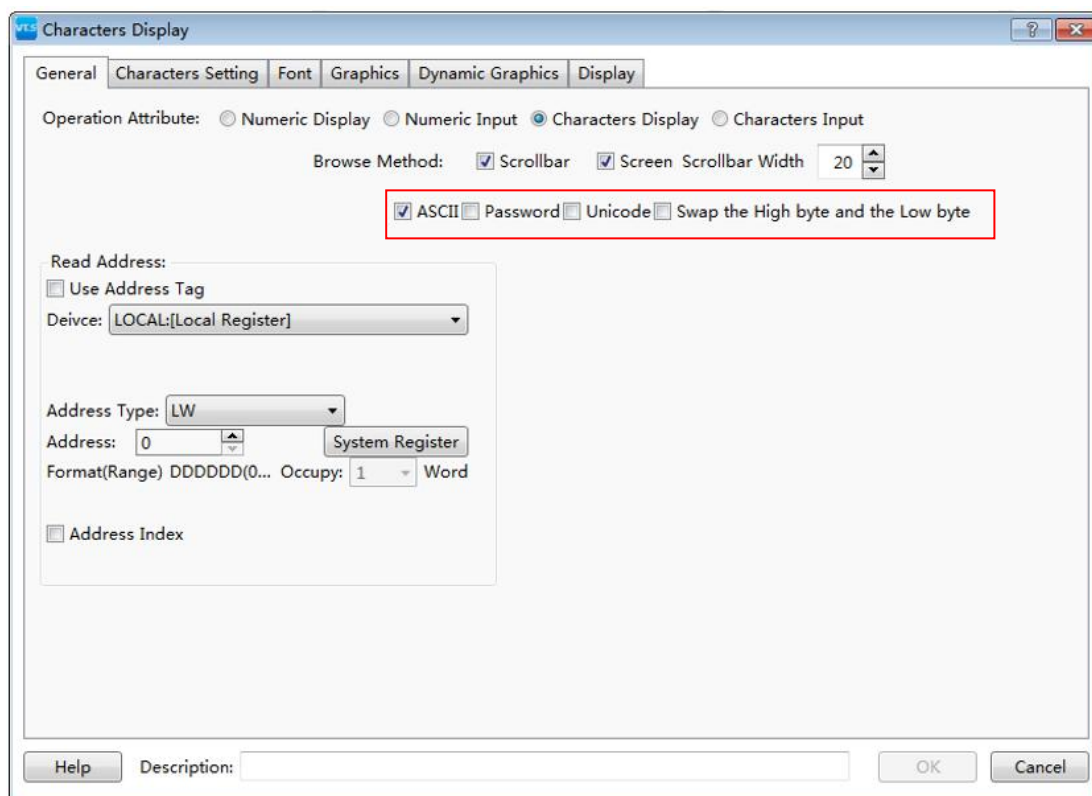 VTS Characters Display
General Characters Setting Font Graphics Dynamic Graphics Display
Operation Attribute: Numeric Display Numeric Input Characters Display Characters Input
Browse Method: Scrollbar Screen Scrollbar Width 20
ASCII Password Unicode Swap the High byte and the Low byte
Read Address:
Use Address Tag
Deivce: LOCAL:[Local Register]
Address Type: LW
Address: 0 System Register
Format(Range) DDDDDD(0... Occupy: 1 Word
Address Index
Help Description: OK Cancel